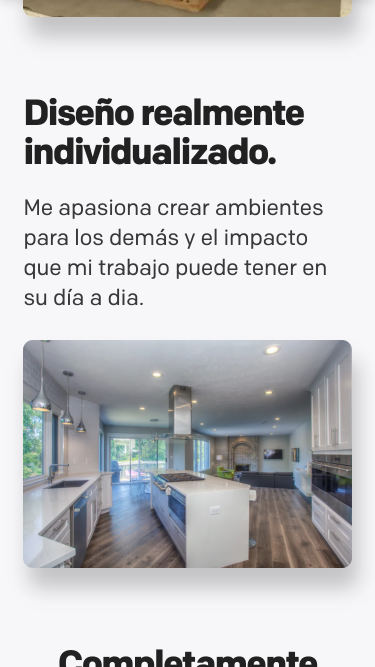 Diseño realmente
individualizado.
Me apasiona crear ambientes
para los demás y el impacto
que mi trabajo puede tener en
su día a dia.
Completamente